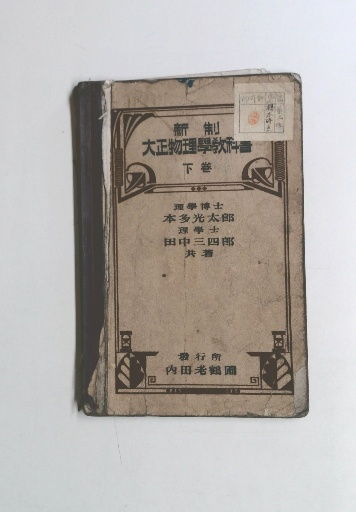 新制
大正物理學教科書
下巻
理學博士
本多光太郎
理學士
田中三四郎
共著
發行所
内田老鶴圃